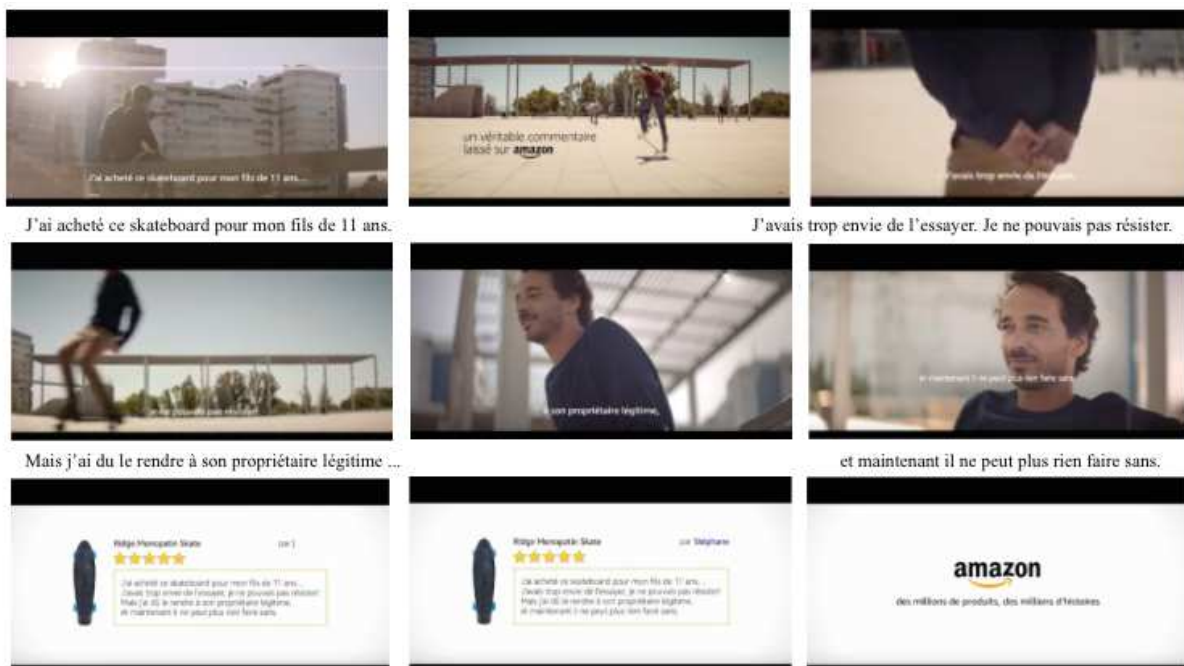 J'ai acheté ce skateboard pour mon fils de 11 ans...
un véritable commentaire
laissé sur amazon
J'avais trop envie de l'essayer,
J'ai acheté ce skateboard pour mon fils de 11 ans.
J'avais trop envie de l'essayer. Je ne pouvais pas résister.
je ne pouvais pas résister!
à son propriétaire légitime,
et maintenant il ne peut plus rien faire sans.
Mais j'ai du le rendre à son propriétaire légitime ...
et maintenant il ne peut plus rien faire sans.
Ridge Monopatin Skate par S
J'ai acheté ce skateboard pour mon fils de 11 ans...
J'avais trop envie de l'essayer, je ne pouvais pas résister!
Mais j'ai dû le rendre à son propriétaire légitime,
et maintenant il ne peut plus rien faire sans.
Ridge Monopatin Skate par Stéphane
J'ai acheté ce skateboard pour mon fils de 11 ans...
J'avais trop envie de l'essayer, je ne pouvais pas résister!
Mais j'ai dû le rendre à son propriétaire légitime,
et maintenant il ne peut plus rien faire sans.
amazon
des millions de produits, des millions d'histoires